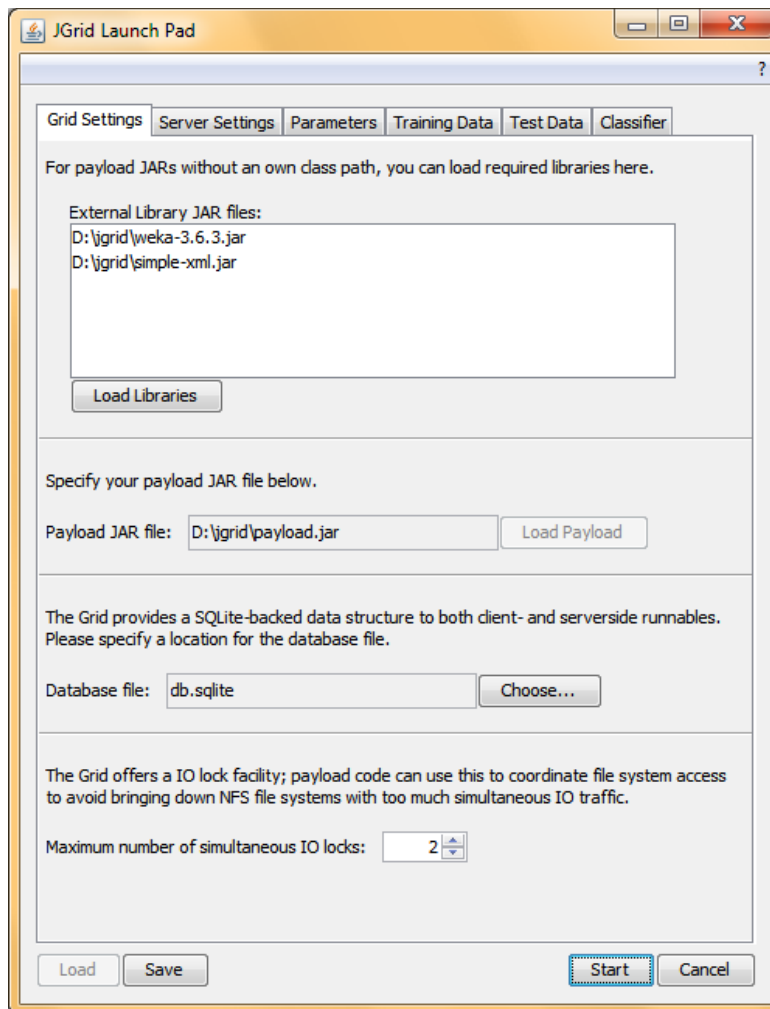 JGrid Launch Pad
?
Grid Settings Server Settings Parameters Training Data Test Data Classifier
For payload JARs without an own class path, you can load required libraries here.
External Library JAR files:
D:\jgrid\weka-3.6.3.jar
D:\jgrid\simple-xml.jar
Load Libraries
Specify your payload JAR file below.
Payload JAR file: D:\jgrid\payload.jar Load Payload
The Grid provides a SQLite-backed data structure to both client- and serverside runnables.
Please specify a location for the database file.
Database file: db.sqlite Choose...
The Grid offers a IO lock facility; payload code can use this to coordinate file system access
to avoid bringing down NFS file systems with too much simultaneous IO traffic.
Maximum number of simultaneous IO locks: 2
Load Save Start Cancel